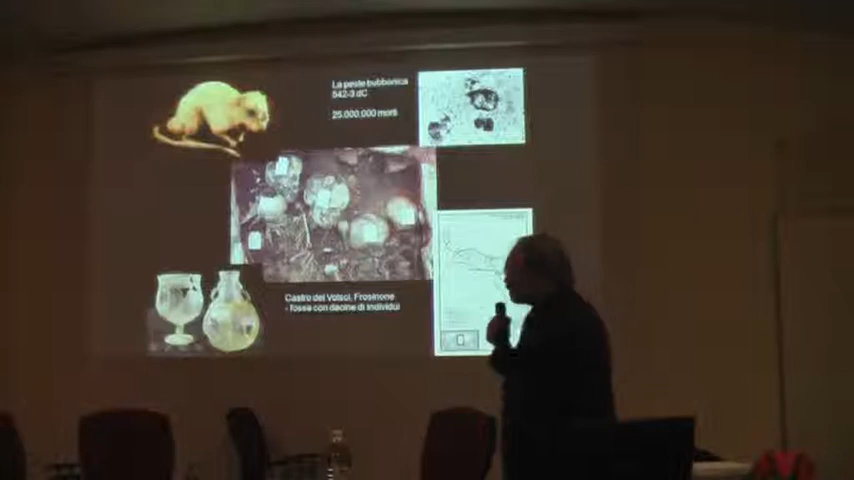 La peste bubbonica
542-3 dC
25.000.000 morti
Castro dei Volsci, Frosinone
- fosse con decine di individui